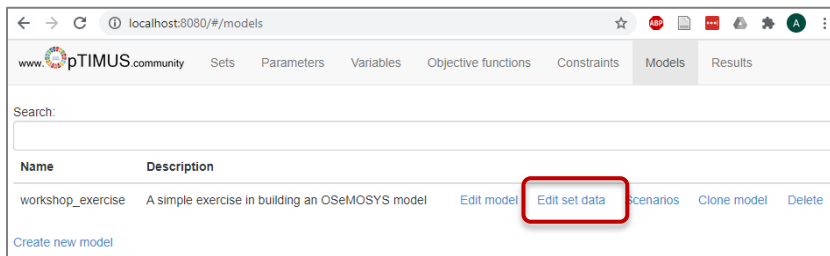 localhost:8080/#/models
ABP
A
www. pTIMUS.community Sets Parameters Variables Objective functions Constraints Models Results
Search:
Name Description
workshop_exercise A simple exercise in building an OSeMOSYS model Edit model Edit set data Scenarios Clone model Delete
Create new model